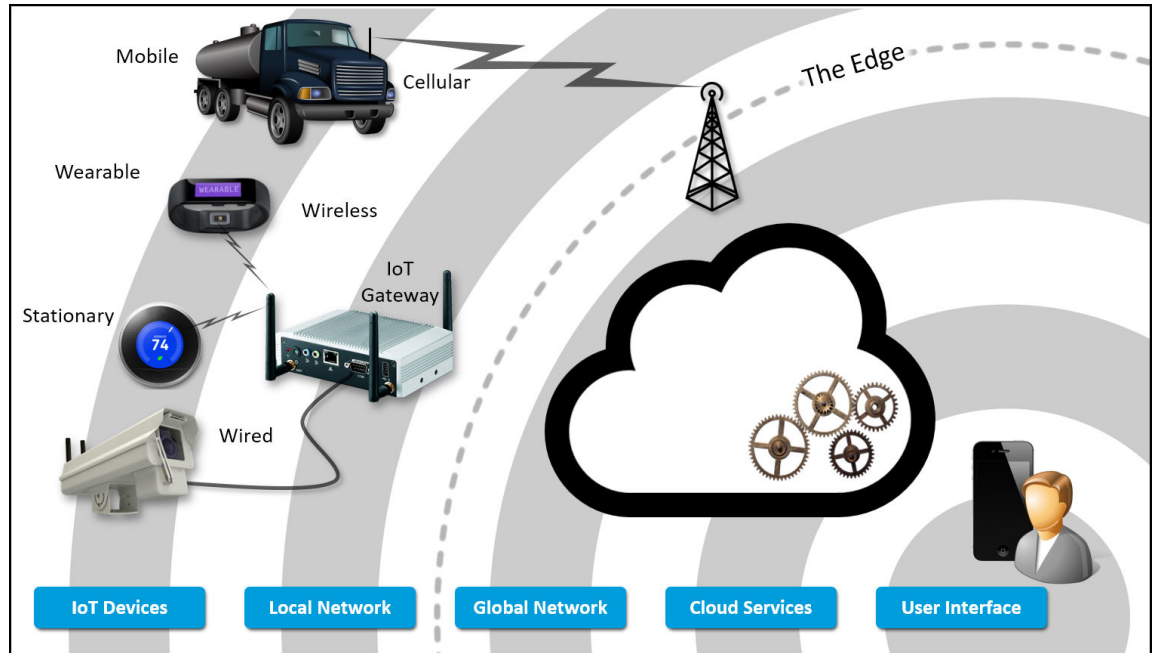 Mobile
Cellular
The Edge
Wearable
WEARABLE
Wireless
IoT
Gateway
Stationary
74
Wired
IoT Devices
Local Network
Global Network
Cloud Services
User Interface